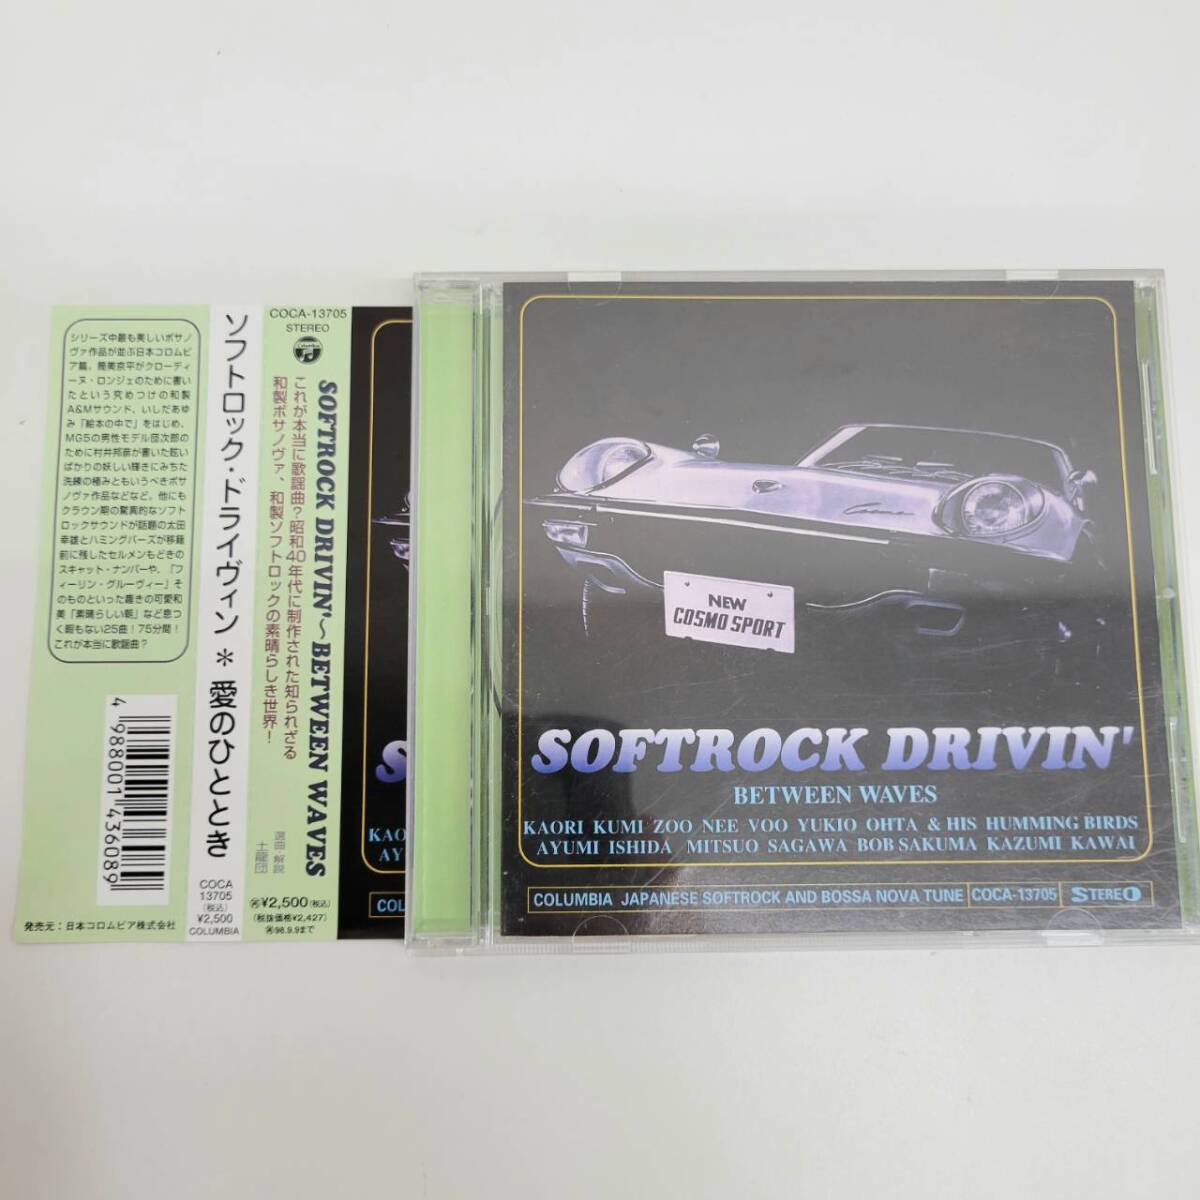 シリーズ中最も美しいボサノ
ヴァ作品が並ぶ日本コロムビ
ア篇。筒美京平がクローディ
ーヌ・ロンジェのために書い
たという究めつけの和製
A&Mサウンド、いしだあゆ
み「絵本の中で」をはじめ、
MG5の男性モデル団次郎の
ために村井邦彦が書いた眩い
ばかりの妖しい輝きにみちた
洗練の極みともいうべきボサ
ノヴァ作品などなど。他にも
クラウン期の驚異的なソフト
ロックサウンドが話題の太田
幸雄とハミングバーズが移籍
前に残したセルメンもどきの
スキャット・ナンバーや、「フ
ィーリン・グルーヴィー」そ
のものといった趣きの可愛和
美「素晴らしい朝」など息つ
く暇もない25曲！75分間！
これが本当に歌謡曲？
4 988001 436089
発売元：日本コロムビア株式会社
ソフトロック・ドライヴィン＊愛のひととき
COCA
13705
(税込)
¥2,500
COLUMBIA
COCA-13705
STEREO
Columbia
SOFTROCK DRIVIN'～BETWEEN WAVES
これが本当に歌謡曲？昭和40年代に制作された知られざる
和製ボサノヴァ、和製ソフトロックの素晴らしき世界！
選曲・解説
土龍団
㊢¥2,500(税込)
(税抜価格¥2,427)
㊢98.9.9まで
S
KAO
AY
COL
Cosmo
NEW
COSMO SPORT
SOFTROCK DRIVIN'
BETWEEN WAVES
KAORI KUMI ZOO NEE VOO YUKIO OHTA & HIS HUMMING BIRDS
AYUMI ISHIDA MITSUO SAGAWA BOB SAKUMA KAZUMI KAWAI
COLUMBIA JAPANESE SOFTROCK AND BOSSA NOVA TUNE COCA-13705 STEREO